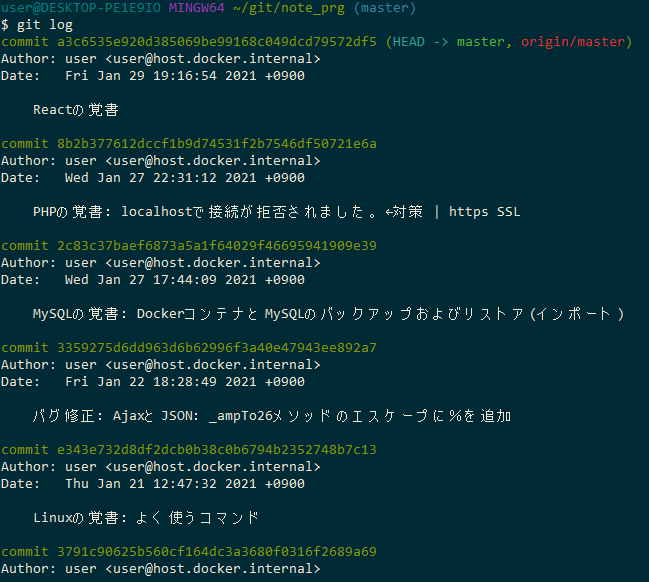 user@DESKTOP-PE1E9IO MINGW64 ~/git/note_prg (master)
$ git log
commit a3c6535e920d385069be99168c049dcd79572df5 (HEAD -> master, origin/master)
Author: user <user@host.docker.internal>
Date:   Fri Jan 29 19:16:54 2021 +0900
Reactの覚書
commit 8b2b377612dccf1b9d74531f2b7546df50721e6a
Author: user <user@host.docker.internal>
Date:   Wed Jan 27 22:31:12 2021 +0900
PHPの覚書: localhostで接続が拒否されました。←対策 | https SSL
commit 2c83c37baef6873a5a1f64029f46695941909e39
Author: user <user@host.docker.internal>
Date:   Wed Jan 27 17:44:09 2021 +0900
MySQLの覚書: DockerコンテナとMySQLのバックアップおよびリストア(インポート)
commit 3359275d6dd963d6b62996f3a40e47943ee892a7
Author: user <user@host.docker.internal>
Date:   Fri Jan 22 18:28:49 2021 +0900
バグ修正: AjaxとJSON: _ampTo26メソッドのエスケープに%を追加
commit e343e732d8df2dcb0b38c0b6794b2352748b7c13
Author: user <user@host.docker.internal>
Date:   Thu Jan 21 12:47:32 2021 +0900
Linuxの覚書: よく使うコマンド
commit 3791c90625b560cf164dc3a3680f0316f2689a69
Author: user <user@host.docker.internal>